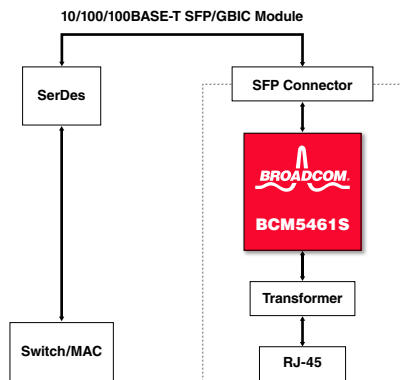 10/100/100BASE-T SFP/GBIC Module
SerDes
SFP Connector
BROADCOM.
BCM5461S
Transformer
Switch/MAC
RJ-45